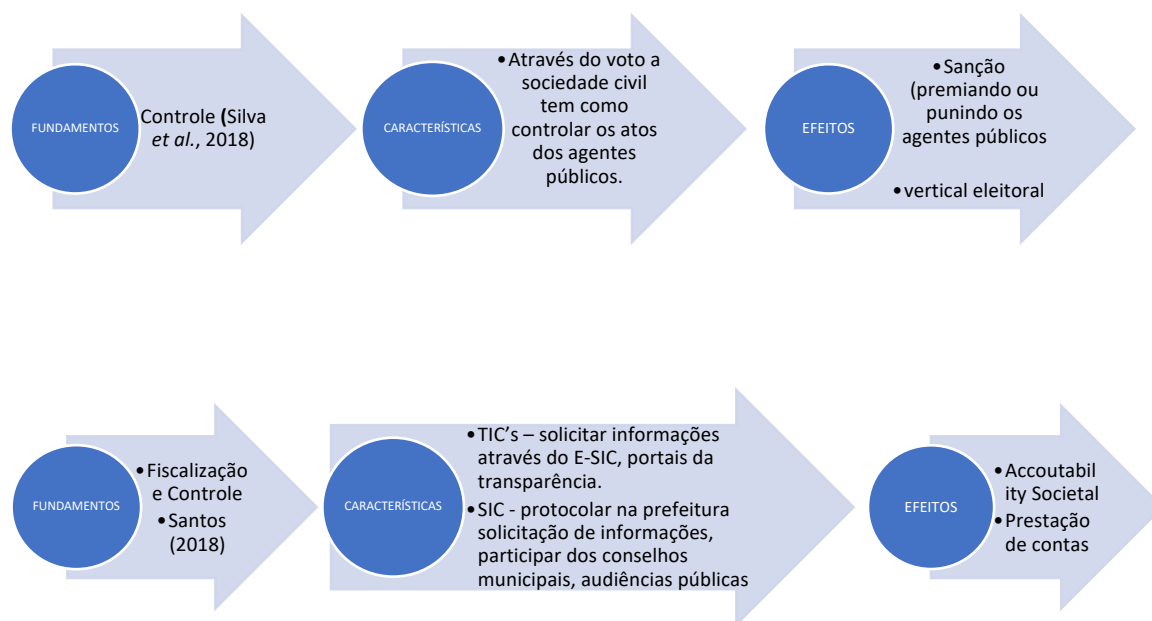 FUNDAMENTOS
Controle (Silva
et al., 2018)
CARACTERÍSTICAS
•Através do voto a
sociedade civil
tem como
controlar os atos
dos agentes
públicos.
EFEITOS
•Sanção
(premiando ou
punindo os
agentes públicos
•vertical eleitoral
FUNDAMENTOS
•Fiscalização
e Controle
•Santos
(2018)
CARACTERÍSTICAS
•TIC’s – solicitar informações
através do E-SIC, portais da
transparência.
•SIC - protocolar na prefeitura
solicitação de informações,
participar dos conselhos
municipais, audiências públicas
EFEITOS
•Accoutabil
ity Societal
•Prestação
de contas